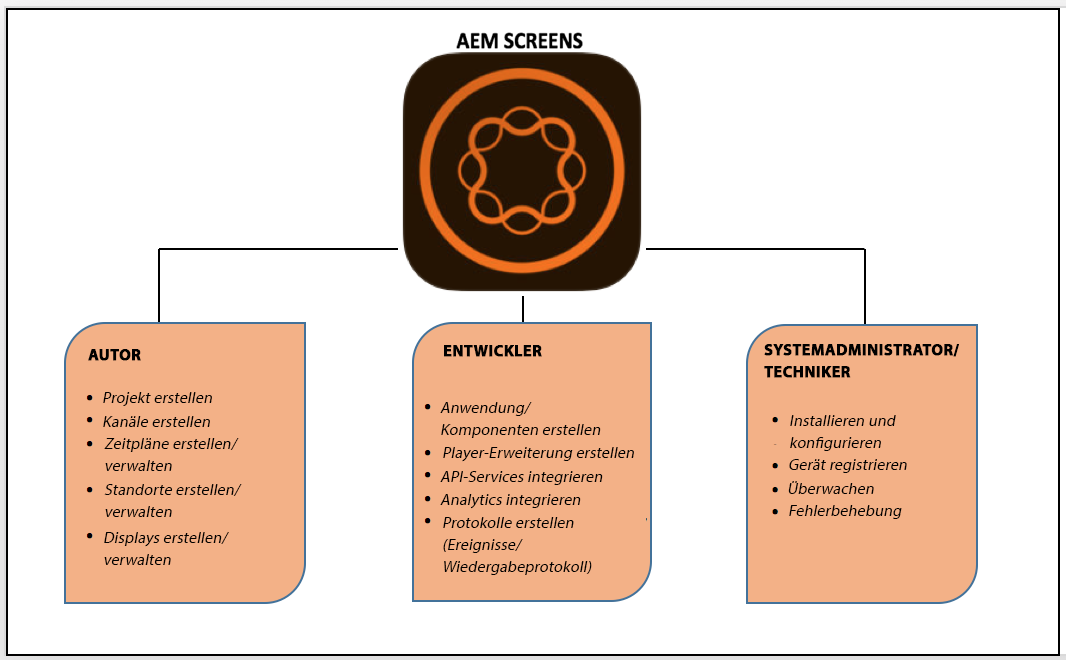 AEM SCREENS
AUTOR
• Projekt erstellen
• Kanäle erstellen
• Zeitpläne erstellen/
verwalten
• Standorte erstellen/
verwalten
• Displays erstellen/
verwalten
ENTWICKLER
• Anwendung/
Komponenten erstellen
• Player-Erweiterung erstellen
• API-Services integrieren
• Analytics integrieren
• Protokolle erstellen
(Ereignisse/
Wiedergabeprotokoll)
SYSTEMADMINISTRATOR/
TECHNIKER
• Installieren und
konfigurieren
• Gerät registrieren
• Überwachen
• Fehlerbehebung